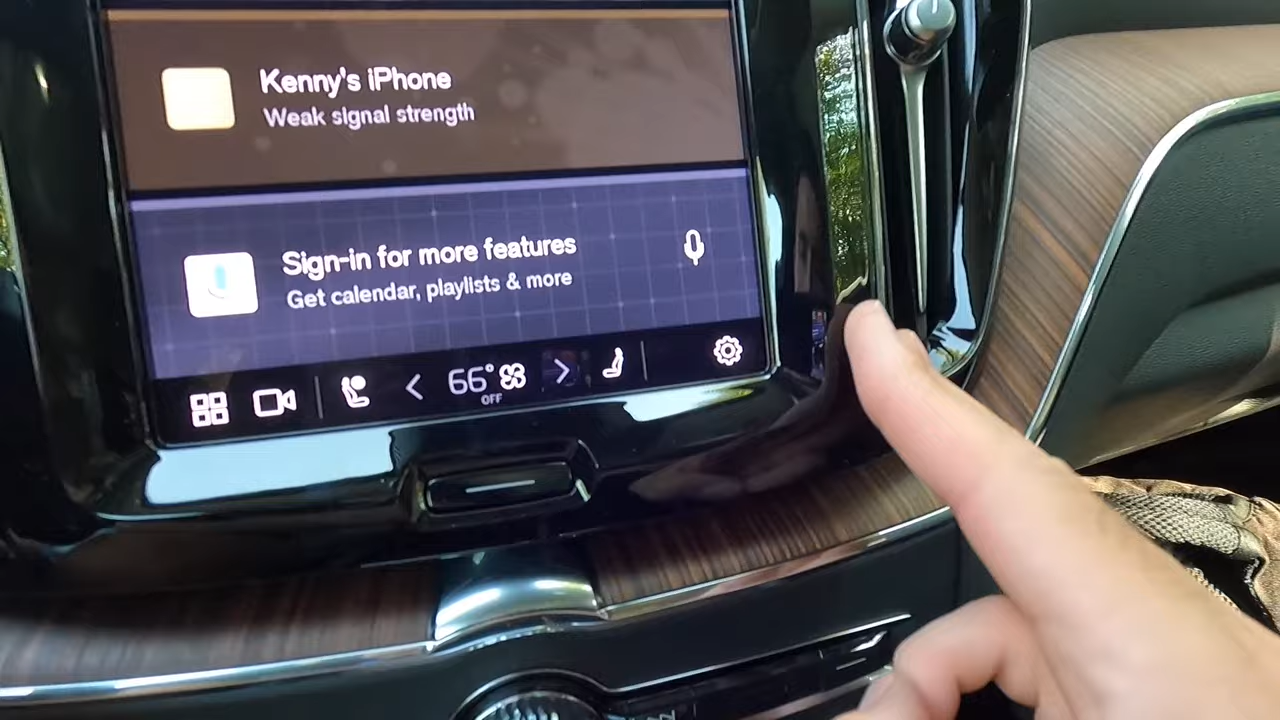 Kenny's iPhone
Weak signal strength
Sign-in for more features
Get calendar, playlists & more
66°
OFF